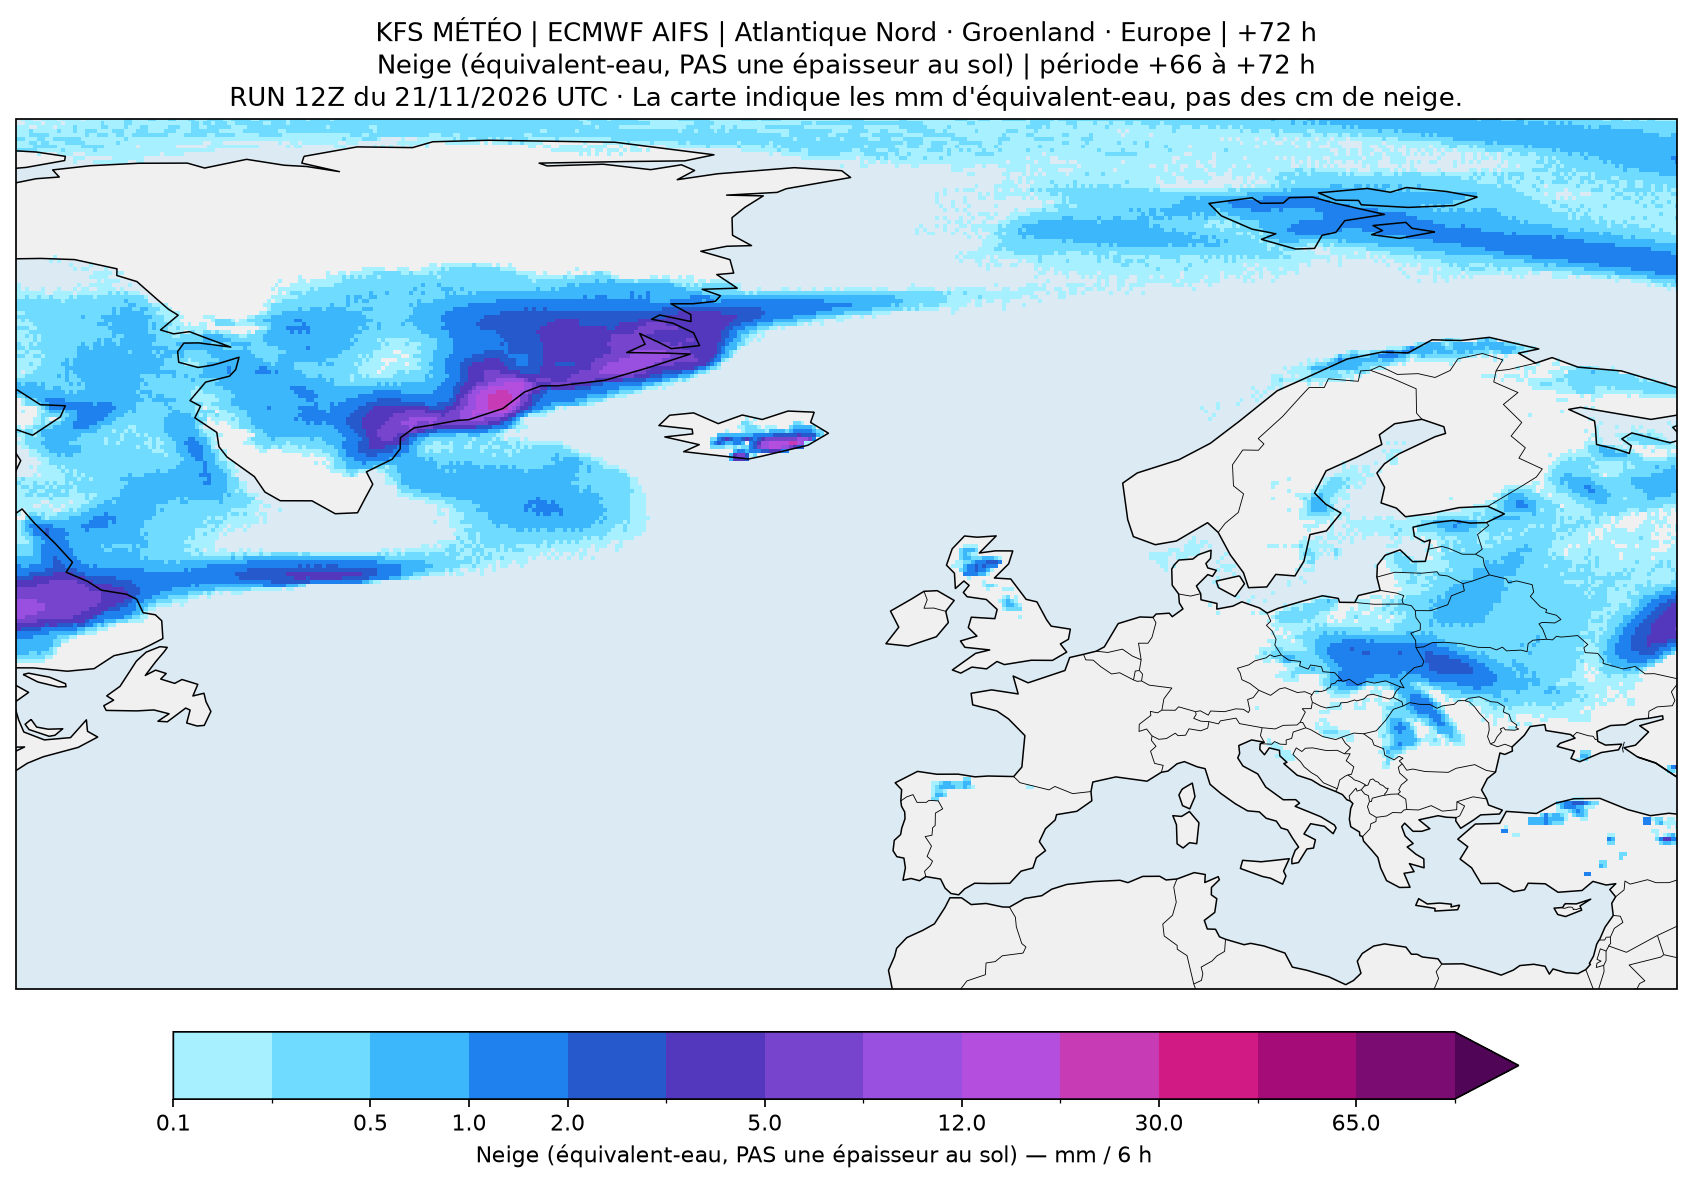 KFS MÉTÉO | ECMWF AIFS | Atlantique Nord · Groenland · Europe | +72 h
Neige (équivalent-eau, PAS une épaisseur au sol) | période +66 à +72 h
RUN 12Z du 21/11/2026 UTC · La carte indique les mm d'équivalent-eau, pas des cm de neige.
0.1 0.5 1.0 2.0 5.0 12.0 30.0 65.0
Neige (équivalent-eau, PAS une épaisseur au sol) — mm / 6 h